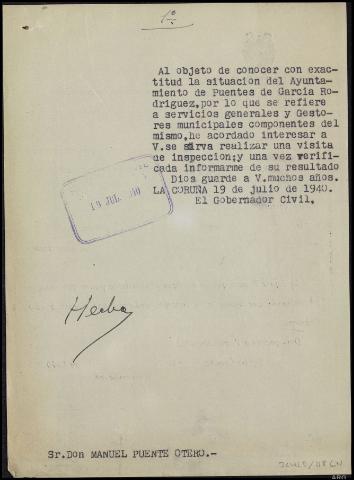 1º
Al objeto de conocer con exac-
titud la situacion del Ayunta-
miento de Puentes de Garcia Ro-
driguez,por lo que se refiere
a servicios generales y Gesto-
res municipales componentes del
mismo,he acordado interesar a
V.se sirva realizar una visita
de inspeccion;y una vez verifi-
cada informarme de su resultado
Dios guarde a V.muchos años.
LA CORUÑA 19 de julio de 1940.
El Gobernador Civil,
19 JUL 940
Sr.Don MANUEL PUENTE OTERO.-